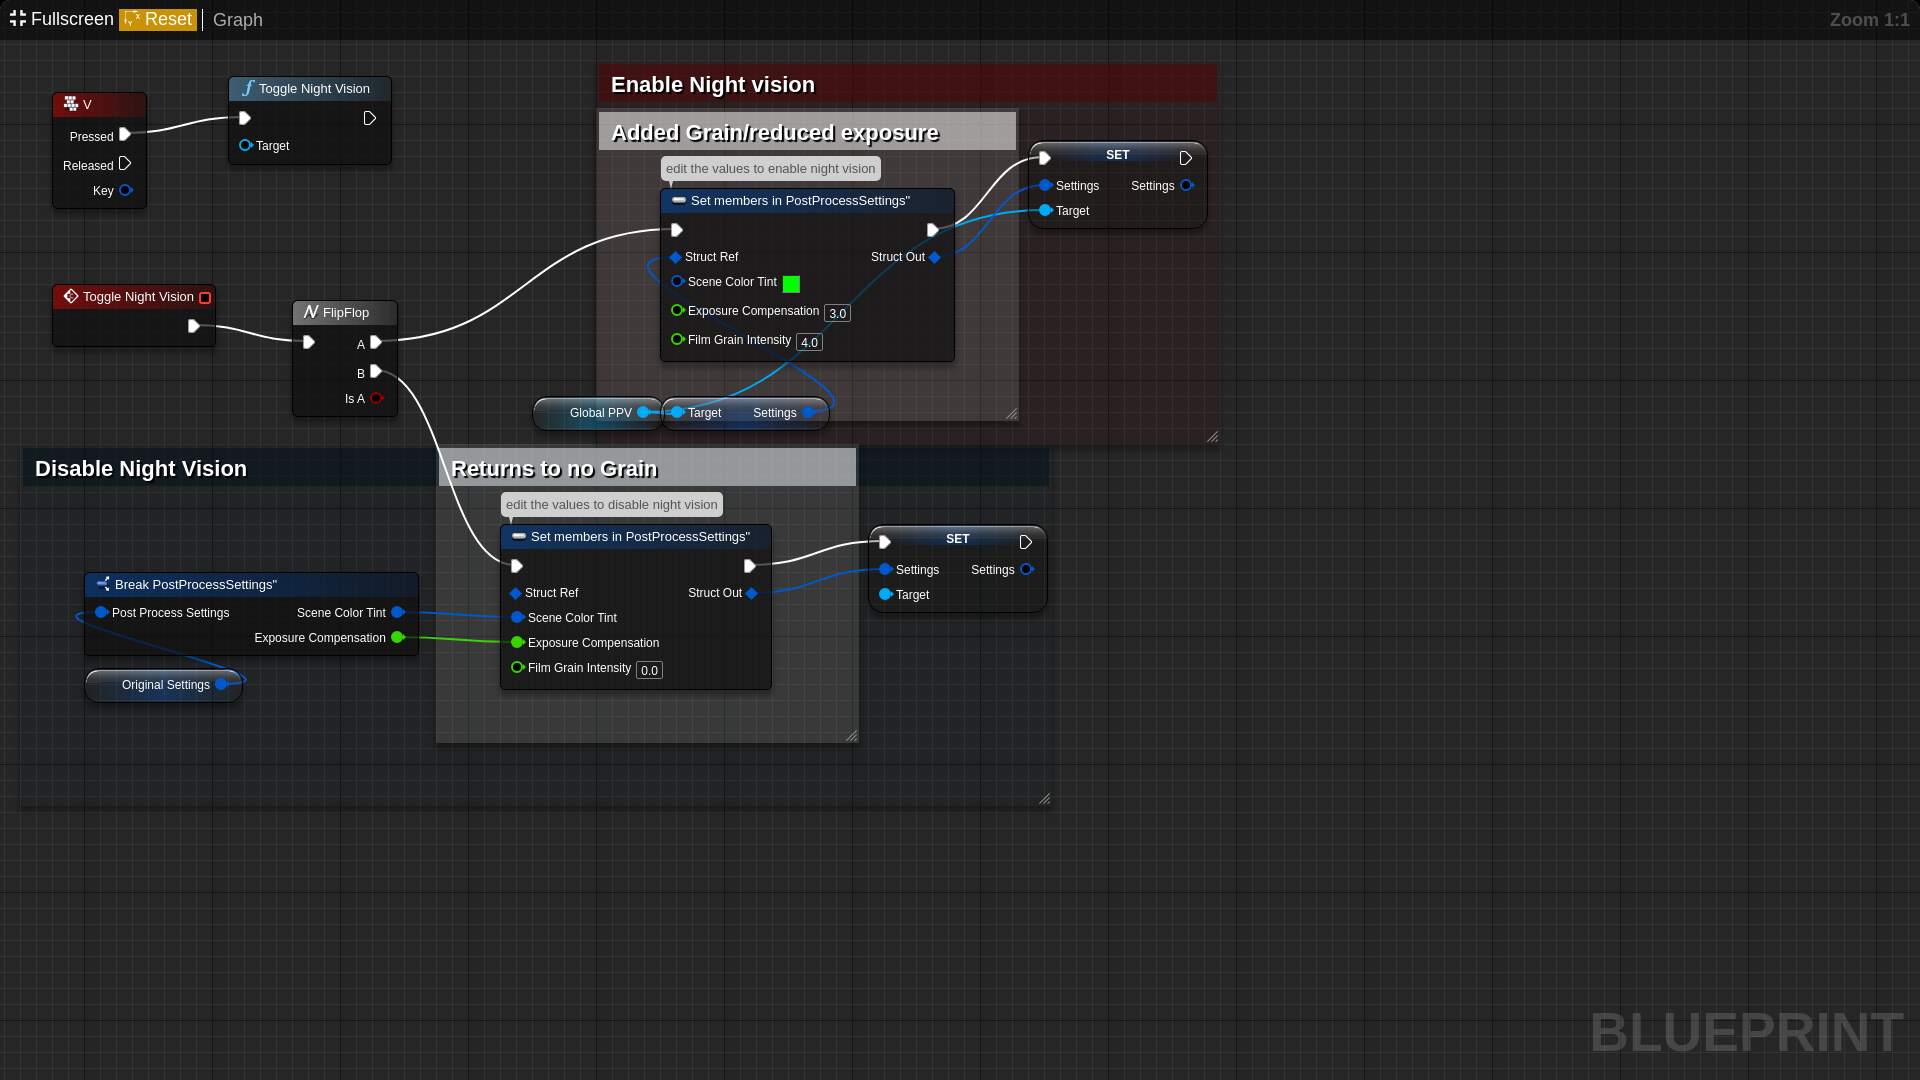 Fullscreen Reset Graph Zoom 1:1
V
Pressed
Released
Key
Toggle Night Vision
Target
Enable Night vision
Added Grain/reduced exposure
edit the values to enable night vision
Set members in PostProcessSettings"
Struct Ref Struct Out
Scene Color Tint
Exposure Compensation 3.0
Film Grain Intensity 4.0
SET
Settings Settings
Target
Toggle Night Vision
FlipFlop
A
B
Is A
Global PPV
Target Settings
Disable Night Vision
Returns to no Grain
edit the values to disable night vision
Set members in PostProcessSettings"
Struct Ref Struct Out
Scene Color Tint
Exposure Compensation
Film Grain Intensity 0.0
SET
Settings Settings
Target
Break PostProcessSettings"
Post Process Settings Scene Color Tint
Exposure Compensation
Original Settings
BLUEPRINT